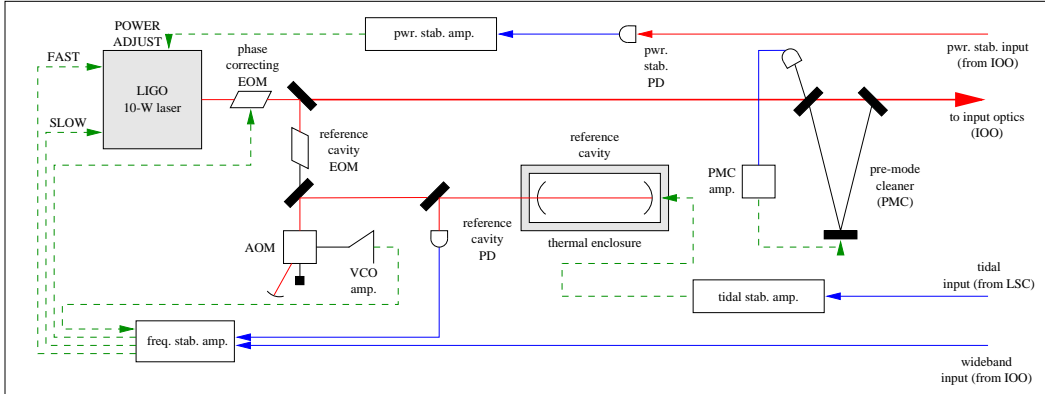 POWER
ADJUST
FAST
phase
correcting
EOM
pwr. stab. amp.
pwr.
stab.
PD
pwr. stab. input
(from IOO)
LIGO
10-W laser
SLOW
to input optics
(IOO)
reference
cavity
EOM
reference
cavity
PMC
amp.
pre-mode
cleaner
(PMC)
AOM
VCO
amp.
reference
cavity
PD
thermal enclosure
tidal
input (from LSC)
tidal stab. amp.
freq. stab. amp.
wideband
input (from IOO)